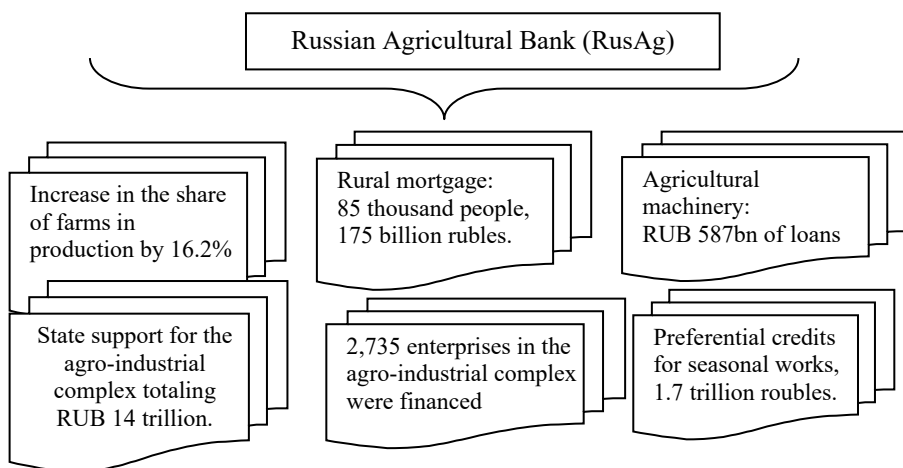 Russian Agricultural Bank (RusAg)
Increase in the share
of farms in
production by 16.2%
Rural mortgage:
85 thousand people,
175 billion rubles.
Agricultural
machinery:
RUB 587bn of loans
State support for the
agro-industrial
complex totaling
RUB 14 trillion.
2,735 enterprises in the
agro-industrial complex
were financed
Preferential credits
for seasonal works,
1.7 trillion roubles.